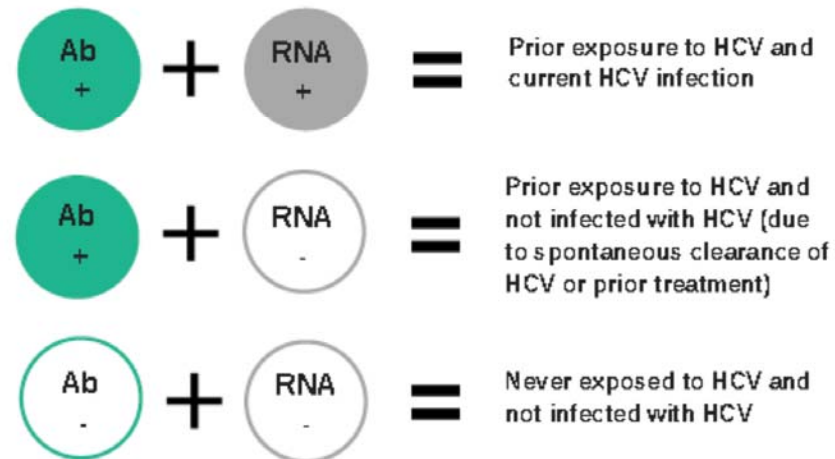 Ab + RNA = Prior exposure to HCV and
+ + current HCV infection
Ab + RNA = Prior exposure to HCV and
+ - not infected with HCV (due
to spontaneous clearance of
HCV or prior treatment)
Ab + RNA = Never exposed to HCV and
- - not infected with HCV